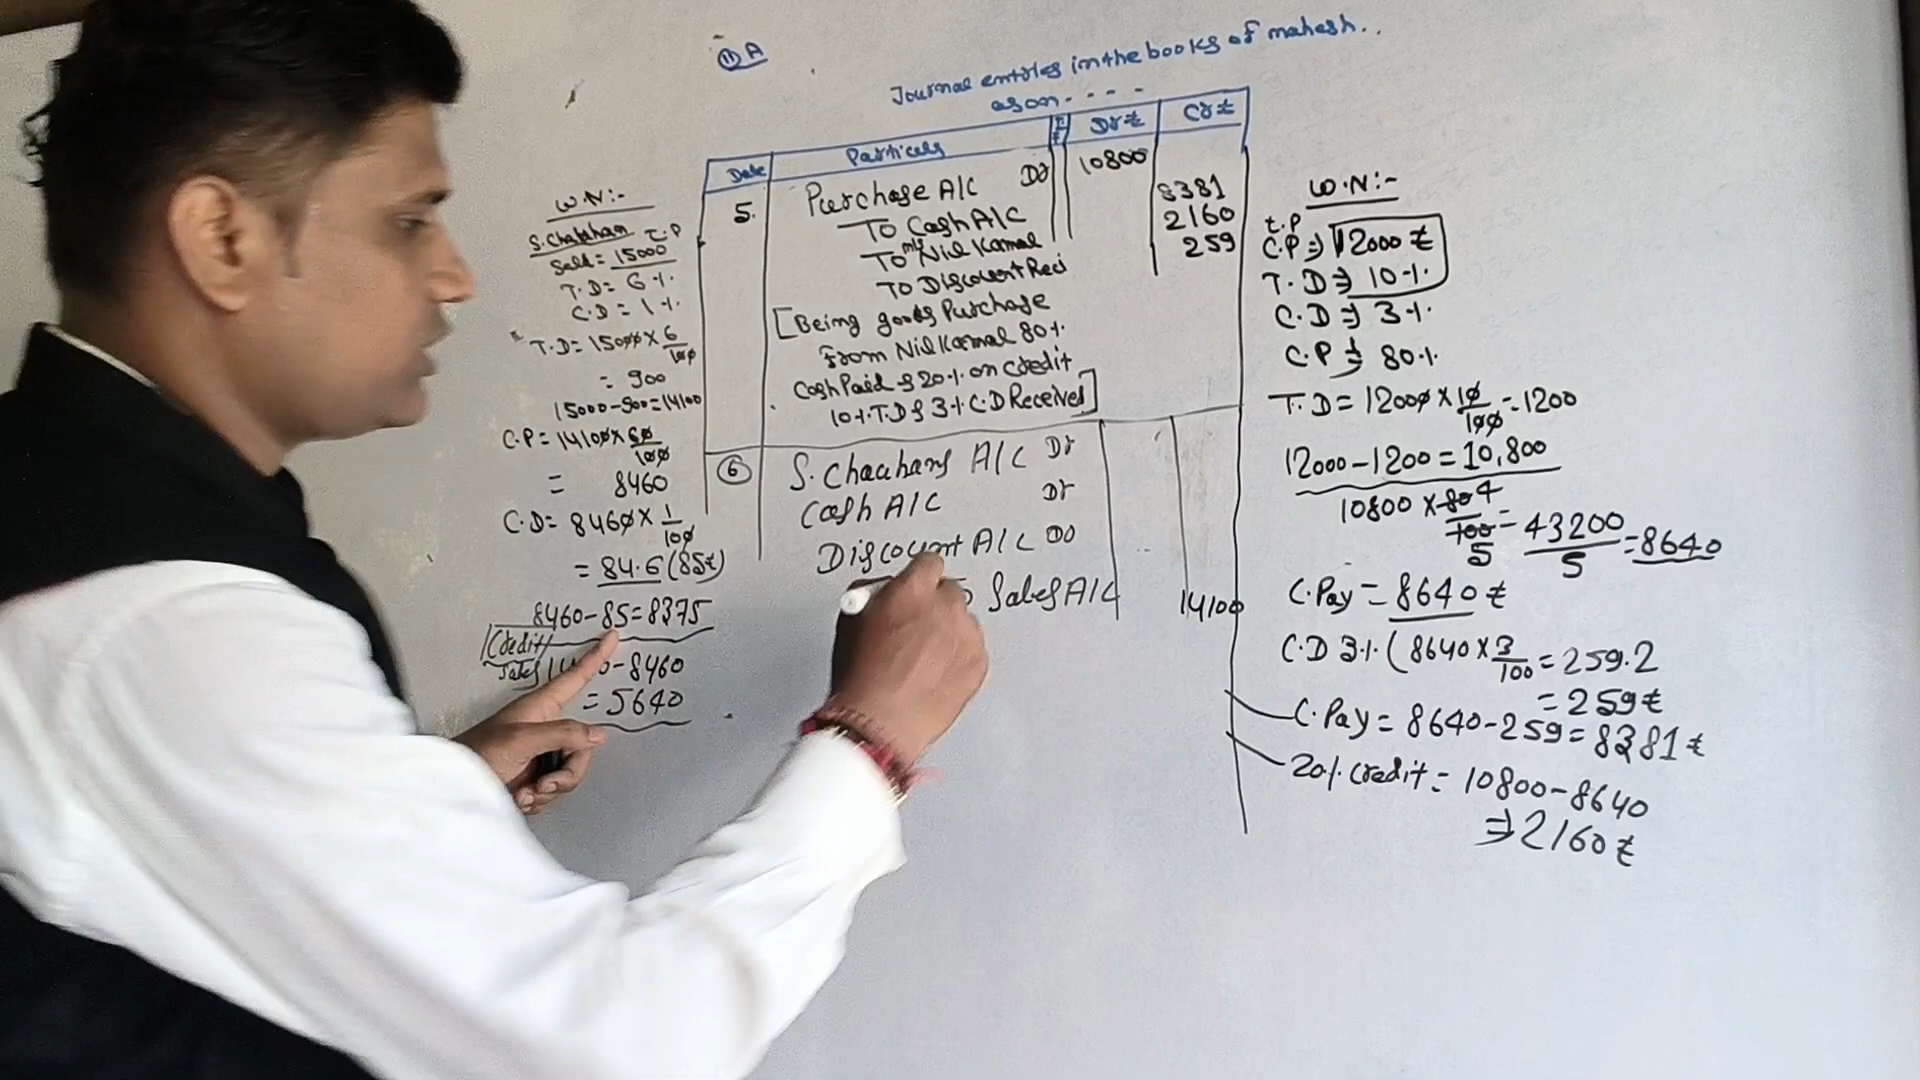 11 A
Journal entries in the books of mahesh..
as on - - - -
Date Particels Dr ₹ Cr ₹
5. Purchase A/C Dr 10800
To Cash A/C 8381
To m/s Nil Kamal 2160
To Discount Reci 259
[Being goods Purchase
From Nil Kamal 80%
Cash Paid & 20% on credit
10% T.D & 3% C.D Received]
6 S. Chauhans A/C Dr
Cash A/C Dr
Discount A/C Dr
Sales A/C 14100
W.N:-
S. Chauhan T.P
Sold = 15000
T.D = 6%
C.D = 1%
T.D = 15000 × 6/100
= 900
15000-900=14100
C.P = 14100 × 60/100
= 8460
C.D = 8460 × 1/100
= 84.6 (85₹)
8460-85=8375
Credit
Sales -8460
= 5640
W.N:-
C.P ⇒ 12000 ₹
T.D ⇒ 10%
C.D ⇒ 3%
C.P ⇒ 80%
T.D = 12000 × 10/100 = 1200
12000-1200=10,800
10800 × 80 4/100 5 = 43200/5 = 8640
C.Pay = 8640 ₹
C.D 3% (8640 × 3/100 = 259.2
= 259₹
C.Pay = 8640-259 = 8381₹
20% credit = 10800-8640
⇒ 2160 ₹